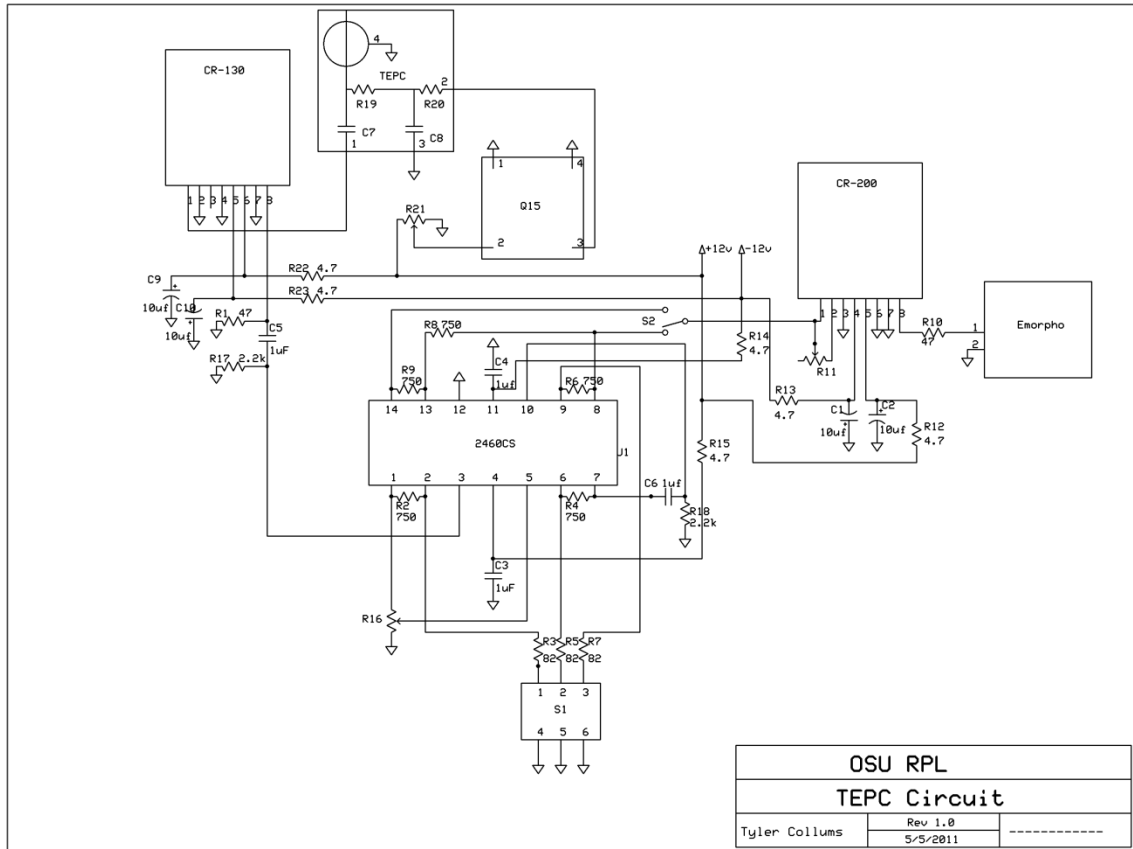 CR-130
1 2 3 4 5 6 7 8
4
TEPC
2
R19
R20
C7
C8
1
3
1
4
Q15
2
3
R21
CR-200
1 2 3 4 5 6 7 8
+12v
-12v
C9
10uf
C10
10uf
R22 4.7
R23 4.7
R1 47
C5
1uF
R17 2.2k
R8 750
S2
R14
4.7
R11
R10
47
1
2
Emorpho
R9
750
C4
1uf
R6 750
R13
4.7
C1
10uf
C2
10uf
R12
4.7
14 13 12 11 10 9 8
2460CS
U1
1 2 3 4 5 6 7
R15
4.7
R2
750
R4
750
C6 1uf
R18
2.2k
C3
1uF
R16
R3
82
R5
82
R7
82
1 2 3
S1
4 5 6
OSU RPL
TEPC Circuit
Tyler Collums
Rev 1.0
5/5/2011
------------